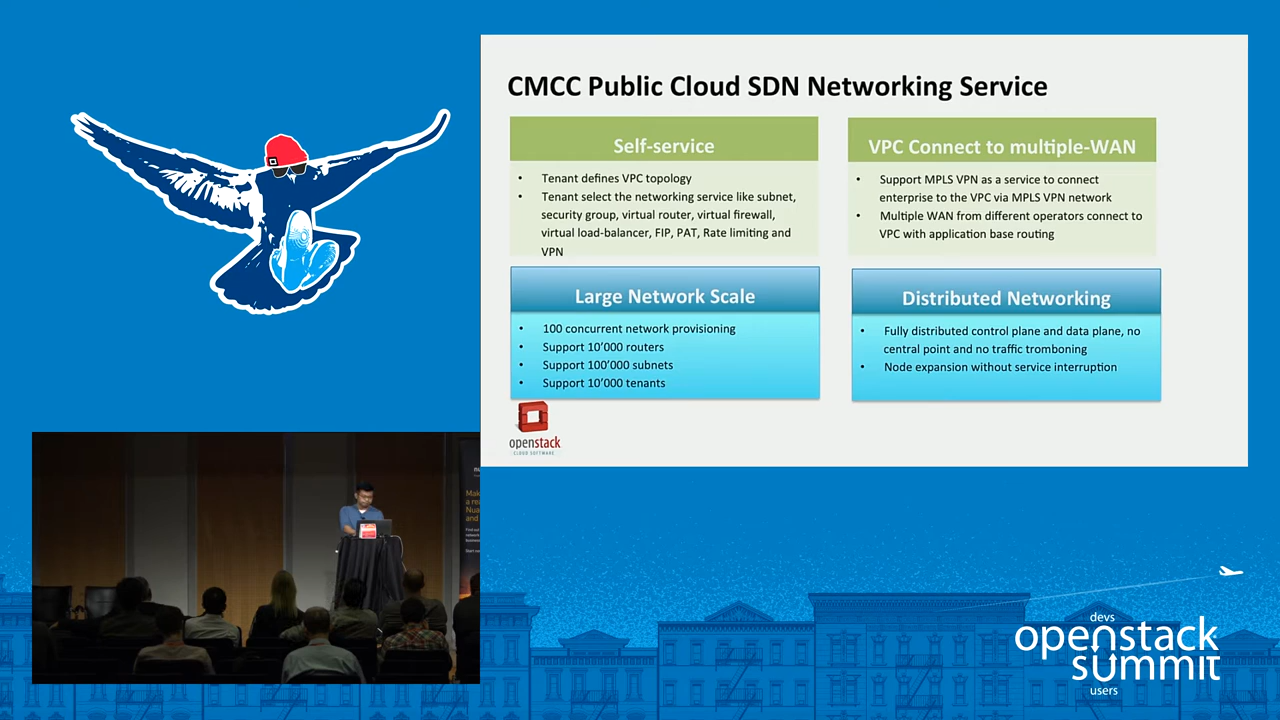 CMCC Public Cloud SDN Networking Service
Self-service
• Tenant defines VPC topology
• Tenant select the networking service like subnet,
security group, virtual router, virtual firewall,
virtual load-balancer, FIP, PAT, Rate limiting and
VPN
VPC Connect to multiple-WAN
• Support MPLS VPN as a service to connect
enterprise to the VPC via MPLS VPN network
• Multiple WAN from different operators connect to
VPC with application base routing
Large Network Scale
• 100 concurrent network provisioning
• Support 10'000 routers
• Support 100'000 subnets
• Support 10'000 tenants
Distributed Networking
• Fully distributed control plane and data plane, no
central point and no traffic tromboning
• Node expansion without service interruption
openstack
CLOUD SOFTWARE
nu
Mak
a re
Nua
and
devs
openstack
summit
users